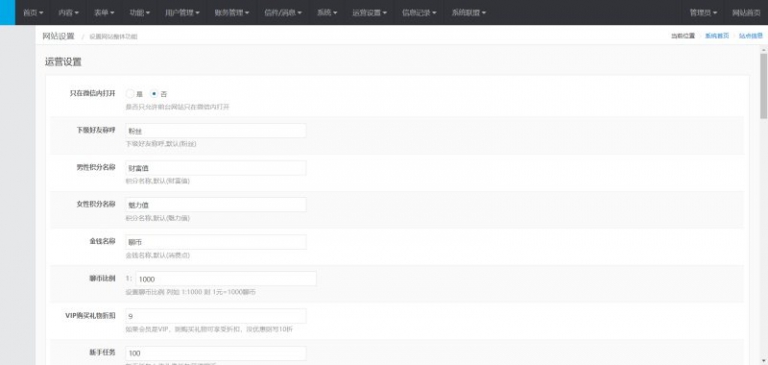 首页 内容 表单 功能 用户管理 财务管理 信件/消息 系统 运营设置 信息记录 系统联盟 管理员 网站首页
网站设置 / 设置网站整体功能 当前位置 系统首页 站点信息
运营设置
只在微信内打开 是 否
是否只允许前台网站只在微信内打开
下级好友称呼 粉丝
下级好友称呼,默认(粉丝)
男性积分名称 财富值
积分名称,默认(财富值)
女性积分名称 魅力值
积分名称,默认(魅力值)
金钱名称 聊币
金钱名称,默认(消费点)
聊币比例 1: 1000
设置聊币比例 例如 1:1000 即 1元=1000聊币
VIP购买礼物折扣 9
如果会员是VIP，则购买礼物可享受折扣，没优惠则写10折
新手任务 100